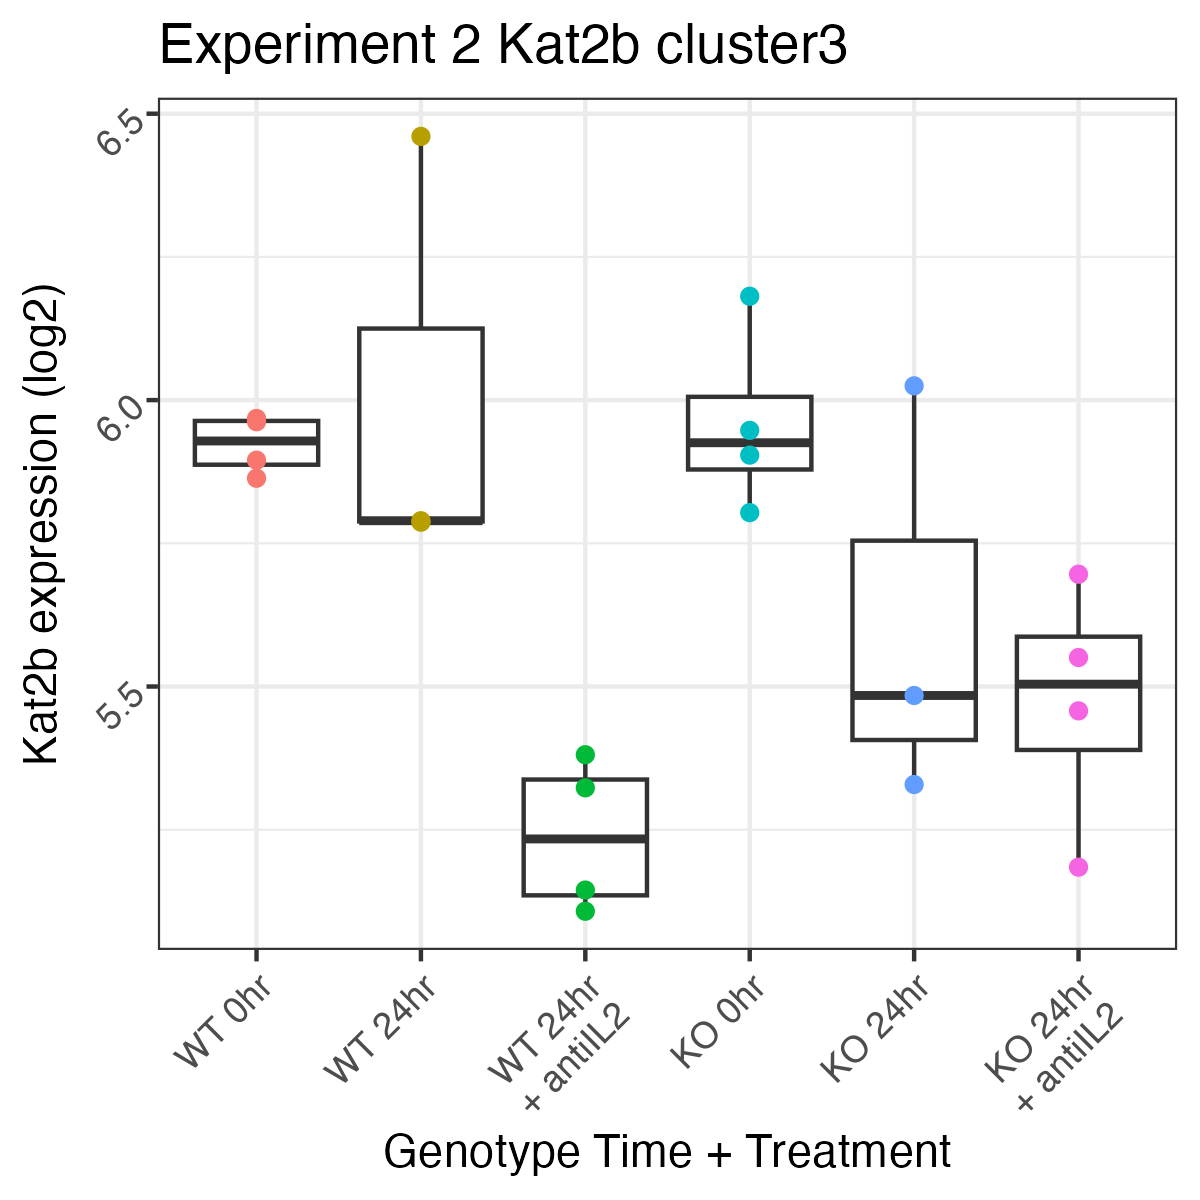 Experiment 2 Kat2b cluster3
Kat2b expression (log2)
6.5
6.0
5.5
WT 0hr
WT 24hr
WT 24hr
+ antiIL2
KO 0hr
KO 24hr
KO 24hr
+ antiIL2
Genotype Time + Treatment